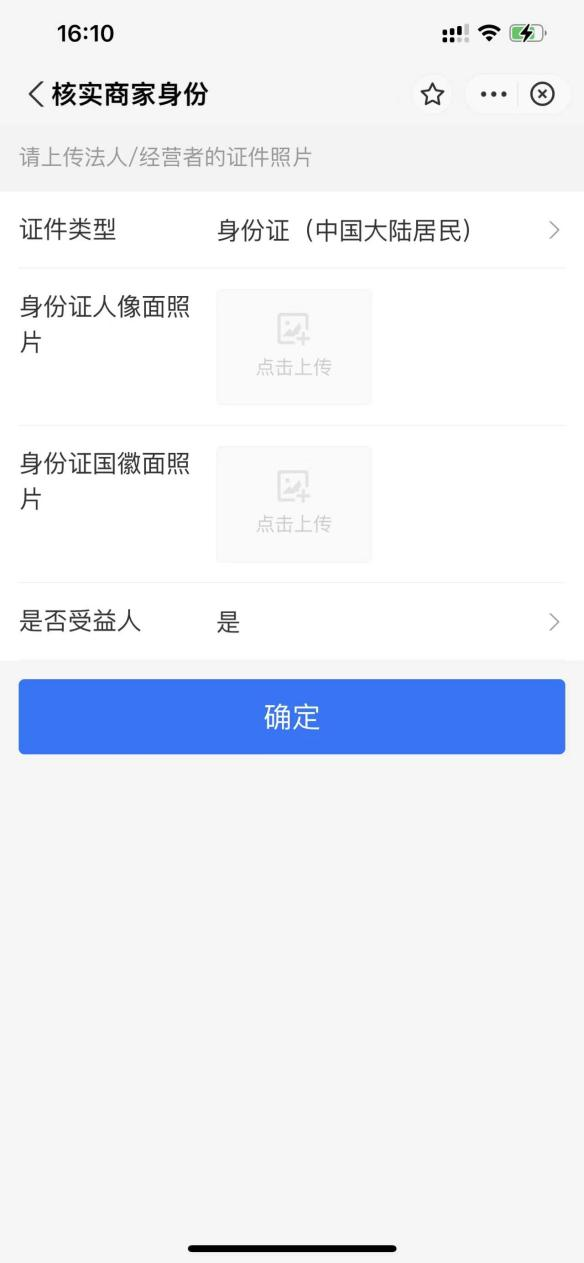 16:10
核实商家身份
请上传法人/经营者的证件照片
证件类型 身份证（中国大陆居民）
身份证人像面照
片
点击上传
身份证国徽面照
片
点击上传
是否受益人 是
确定